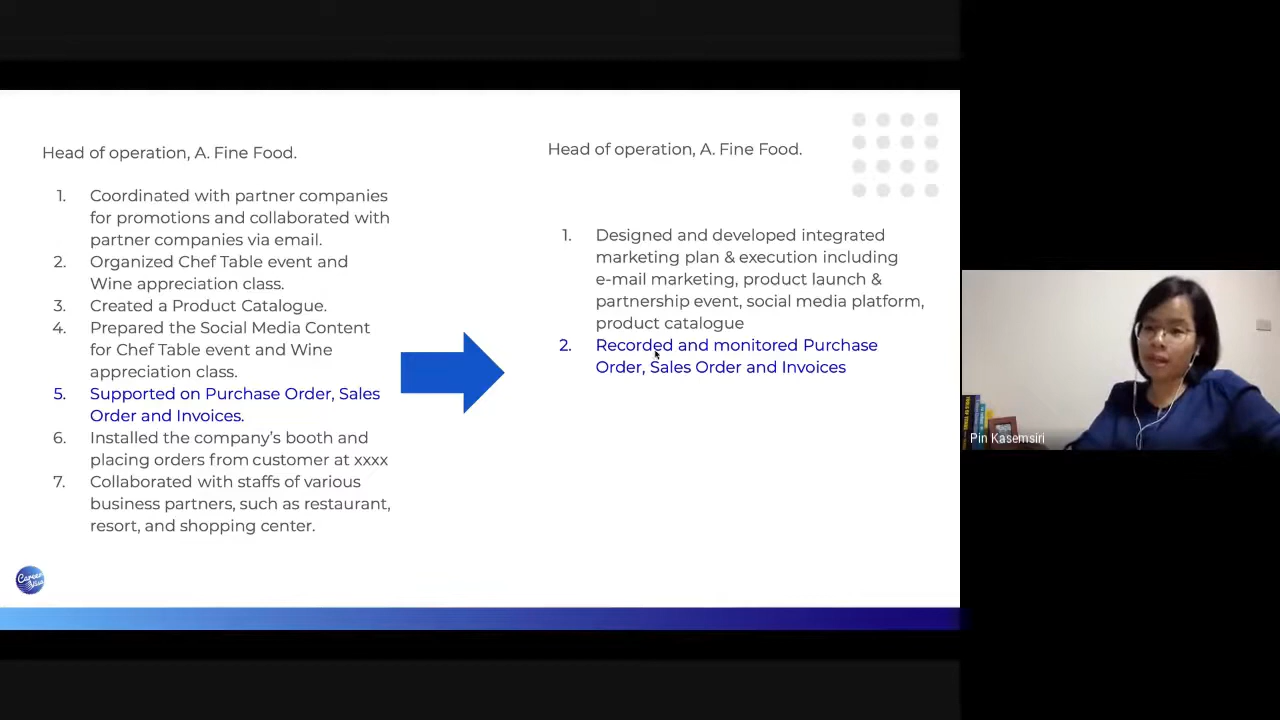 Head of operation, A. Fine Food.
1. Coordinated with partner companies
for promotions and collaborated with
partner companies via email.
2. Organized Chef Table event and
Wine appreciation class.
3. Created a Product Catalogue.
4. Prepared the Social Media Content
for Chef Table event and Wine
appreciation class.
5. Supported on Purchase Order, Sales
Order and Invoices.
6. Installed the company's booth and
placing orders from customer at xxxx
7. Collaborated with staffs of various
business partners, such as restaurant,
resort, and shopping center.
Head of operation, A. Fine Food.
1. Designed and developed integrated
marketing plan & execution including
e-mail marketing, product launch &
partnership event, social media platform,
product catalogue
2. Recorded and monitored Purchase
Order, Sales Order and Invoices
Career
Pin Kasemsiri